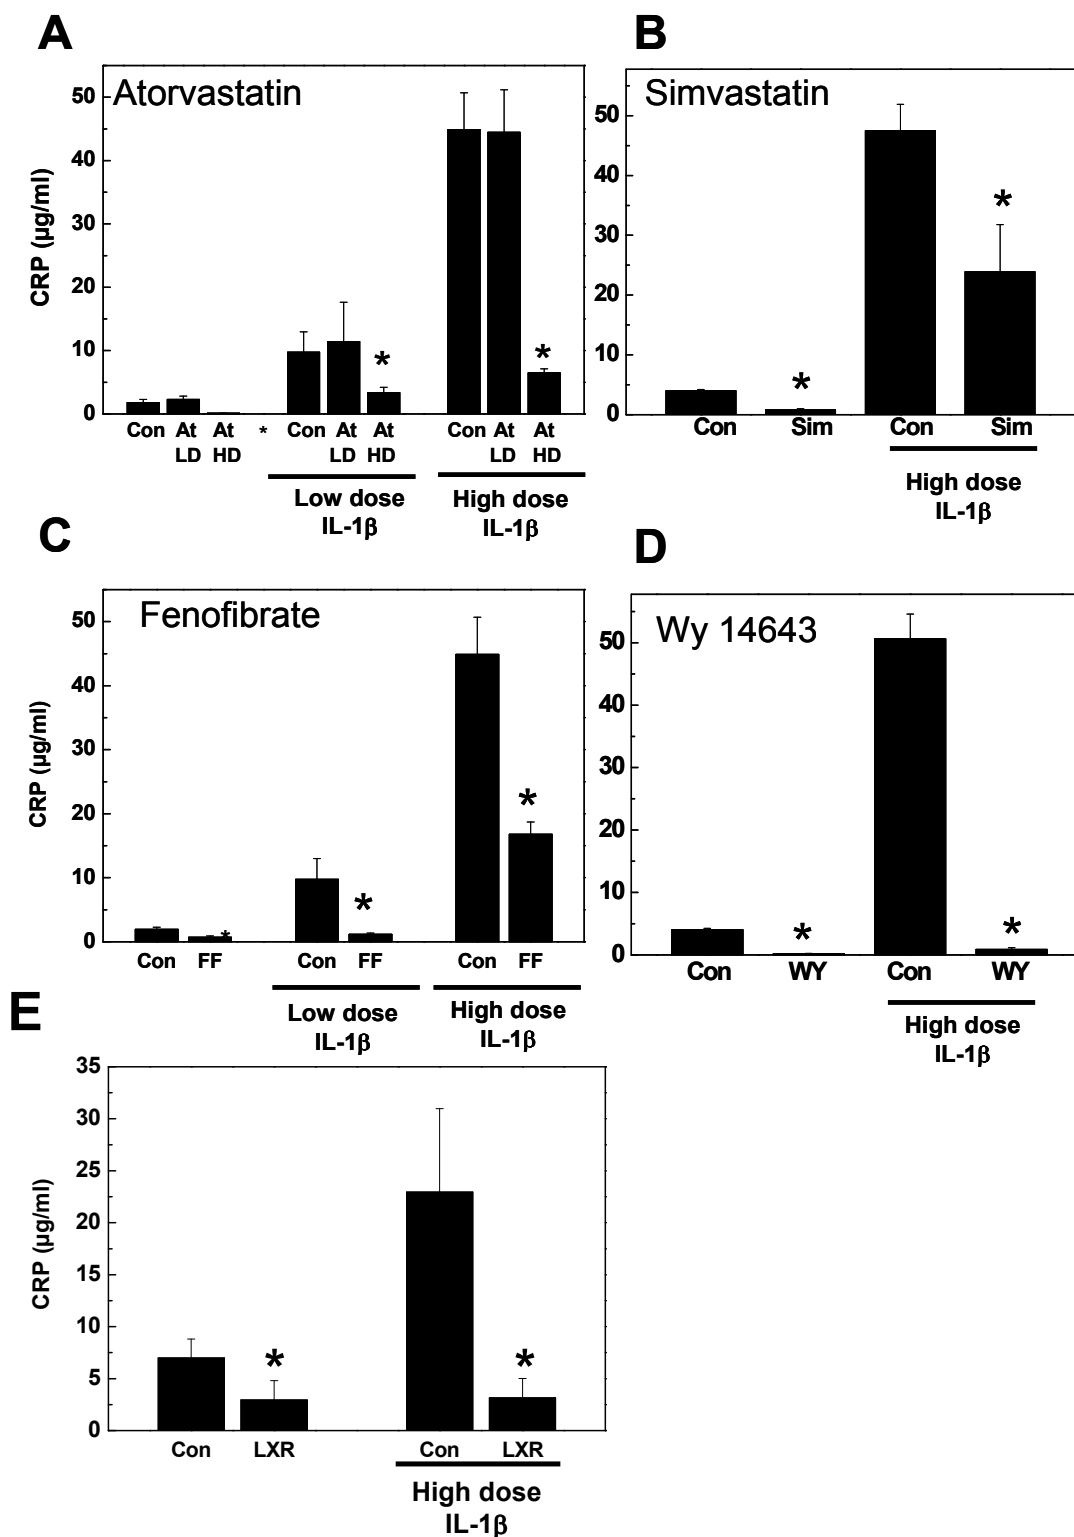 A
Atorvastatin
CRP (µg/ml)
50
40
30
20
10
0
Con At At * Con At At Con At At
LD HD LD HD LD HD
* *
Low dose
IL-1β
High dose
IL-1β
B
Simvastatin
50
40
30
20
10
0
* *
Con Sim Con Sim
High dose
IL-1β
C
Fenofibrate
CRP (µg/ml)
50
40
30
20
10
0
* * *
Con FF Con FF Con FF
Low dose
IL-1β
High dose
IL-1β
D
Wy 14643
50
40
30
20
10
0
* *
Con WY Con WY
High dose
IL-1β
E
CRP (µg/ml)
35
30
25
20
15
10
5
0
* *
Con LXR Con LXR
High dose
IL-1β